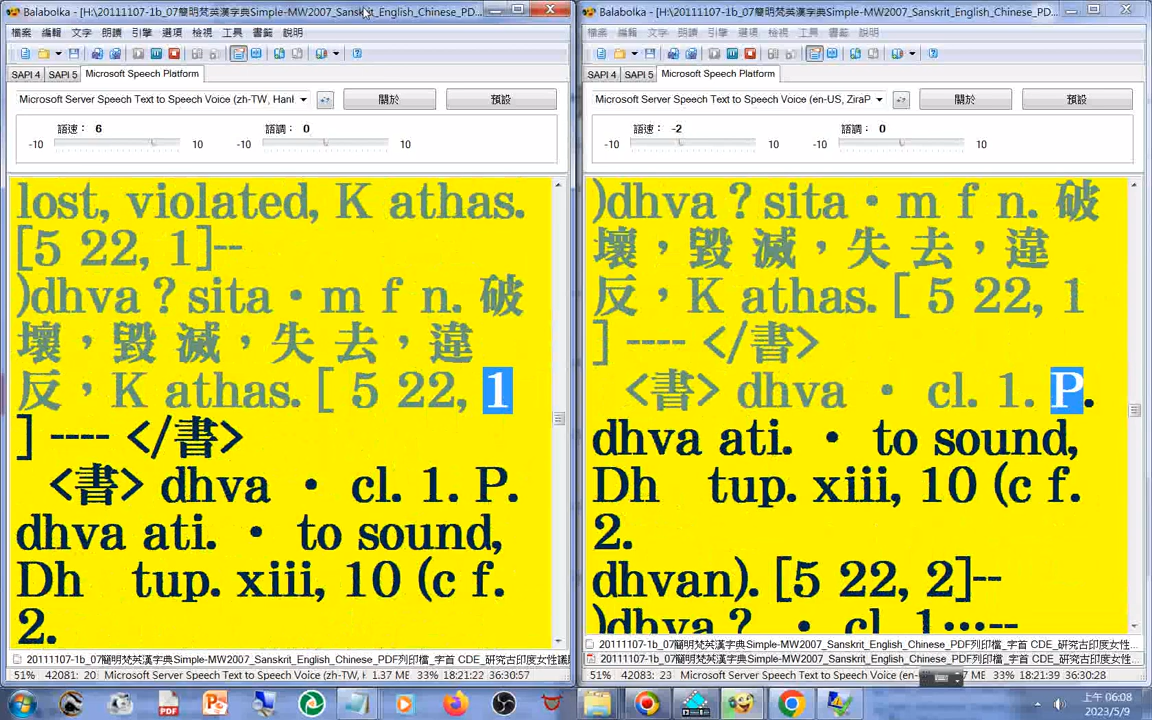 Balabolka - [H:\20111107-1b_07簡明梵英漢字典Simple-MW2007_Sanskrit_English_Chinese_PD...
檔案 編輯 文字 朗讀 引擎 選項 檢視 工具 書籤 說明
SAPI 4 SAPI 5 Microsoft Speech Platform
Microsoft Server Speech Text to Speech Voice (zh-TW, Hanl
關於 預設
語速: 6 語調: 0
-10 10 -10 10
lost, violated, K athas.
[5 22, 1]--
)dhva ? sita・m f n. 破
壞,毀 滅,失 去,違
反,K athas. [ 5 22, 1
] ---- </書>
<書> dhva ・ cl. 1. P.
dhva ati. ・ to sound,
Dh tup. xiii, 10 (c f.
2.
20111107-1b_07簡明梵英漢字典Simple-MW2007_Sanskrit_English_Chinese_PDF列印檔_字首 CDE_研究古印度女性議
51% 42081: 20 Microsoft Server Speech Text to Speech Voice (zh-TW, H 1.37 MB 33% 18:21:22 36:30:57
Balabolka - [H:\20111107-1b_07簡明梵英漢字典Simple-MW2007_Sanskrit_English_Chinese_PD...
檔案 編輯 文字 朗讀 引擎 選項 檢視 工具 書籤 說明
SAPI 4 SAPI 5 Microsoft Speech Platform
Microsoft Server Speech Text to Speech Voice (en-US, ZiraP
關於 預設
語速: -2 語調: 0
-10 10 -10 10
)dhva ? sita・m f n. 破
壞,毀 滅,失 去,違
反,K athas. [ 5 22, 1
] ---- </書>
<書> dhva ・ cl. 1. P.
dhva ati. ・ to sound,
Dh tup. xiii, 10 (c f.
2.
dhvan). [5 22, 2]--
)dhva ? ・ cl 1…--
20111107-1b_07簡明梵英漢字典Simple-MW2007_Sanskrit_English_Chinese_PDF列印檔_字首 CDE_研究古印度女性
20111107-1b_07簡明梵英漢字典Simple-MW2007_Sanskrit_English_Chinese_PDF列印檔_字首 CDE_研究古印度女性
51% 42083: 23 Microsoft Server Speech Text to Speech Voice (en-US 33% 18:21:39 36:30:28
PDF
上午 06:08
2023/5/9